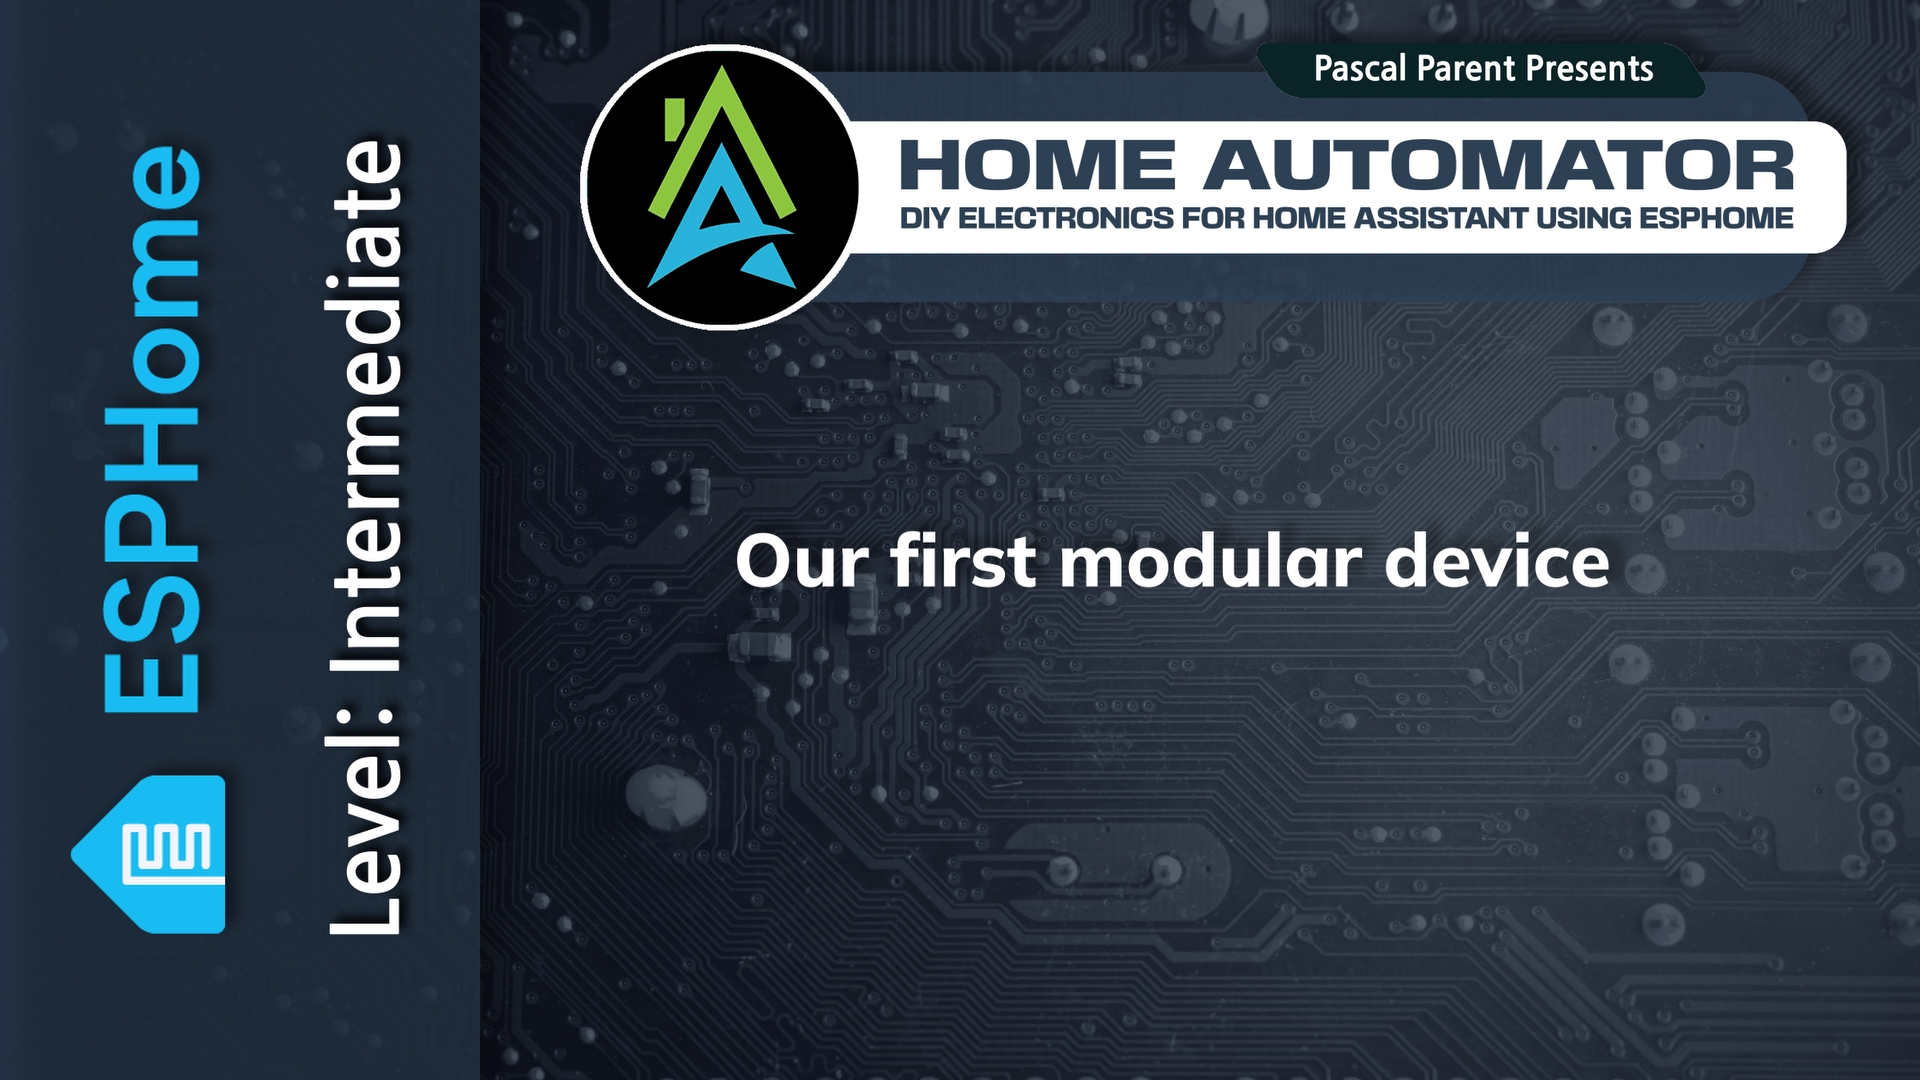 ESPHome
Level: Intermediate
Pascal Parent Presents
HOME AUTOMATOR
DIY ELECTRONICS FOR HOME ASSISTANT USING ESPHOME
Our first modular device